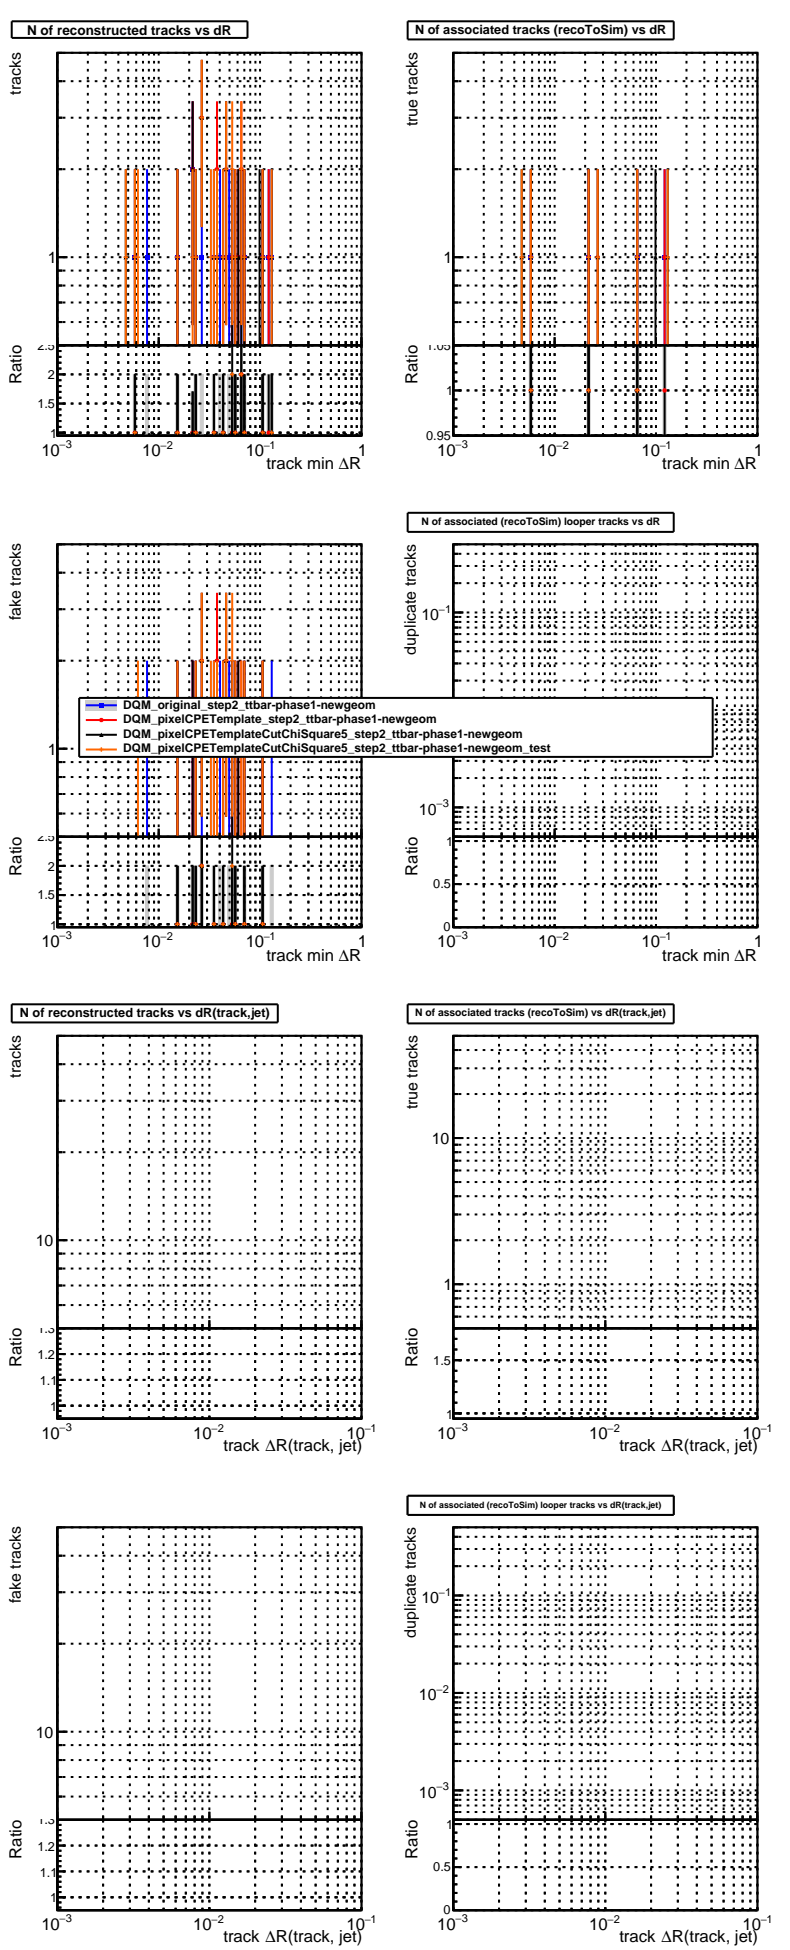 N of reconstructed tracks vs dR
tracks
1
Ratio
2.5
2
1.5
1
10−3 10−2 10−1 1
track min ΔR
N of associated tracks (recoToSim) vs dR
true tracks
1
Ratio
1.05
1
0.95
10−3 10−2 10−1 1
track min ΔR
fake tracks
1
Ratio
2.5
2
1.5
1
10−3 10−2 10−1 1
track min ΔR
N of associated (recoToSim) looper tracks vs dR
duplicate tracks
10−1
10−3
Ratio
1
0.5
0
10−3 10−2 10−1 1
track min ΔR
DQM_original_step2_ttbar-phase1-newgeom
DQM_pixelCPETemplate_step2_ttbar-phase1-newgeom
DQM_pixelCPETemplateCutChiSquare5_step2_ttbar-phase1-newgeom
DQM_pixelCPETemplateCutChiSquare5_step2_ttbar-phase1-newgeom_test
N of reconstructed tracks vs dR(track,jet)
tracks
10
Ratio
1.3
1.2
1.1
1
10−3 10−2 10−1
track ΔR(track, jet)
N of associated tracks (recoToSim) vs dR(track,jet)
true tracks
10
1
Ratio
1.5
1
10−3 10−2 10−1
track ΔR(track, jet)
fake tracks
10
Ratio
1.3
1.2
1.1
1
10−3 10−2 10−1
track ΔR(track, jet)
N of associated (recoToSim) looper tracks vs dR(track,jet)
duplicate tracks
10−1
10−2
10−3
Ratio
1
0.5
0
10−3 10−2 10−1
track ΔR(track, jet)